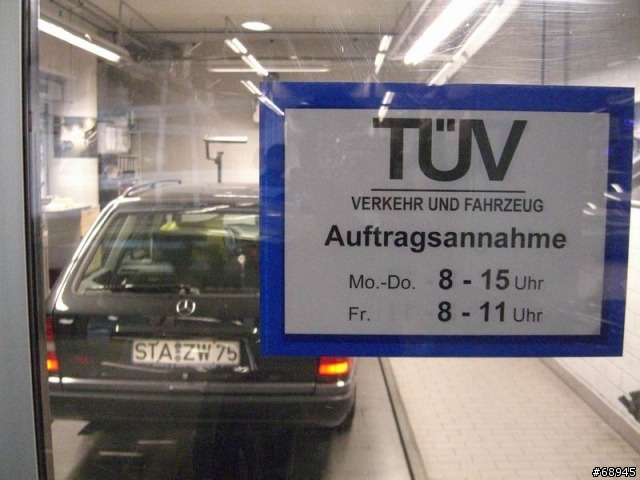 TÜV
VERKEHR UND FAHRZEUG
Auftragsannahme
Mo.-Do. 8 - 15 Uhr
Fr. 8 - 11 Uhr
STA ZW 75
#68945